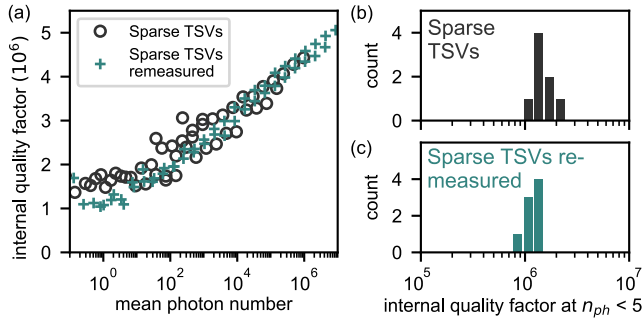 (a)
Sparse TSVs
Sparse TSVs
remeasured
internal quality factor (10⁶)
5
4
3
2
1
0
10⁰
10²
10⁴
10⁶
mean photon number
(b)
Sparse
TSVs
count
4
2
0
(c)
Sparse TSVs re-
measured
count
4
2
0
10⁵
10⁶
10⁷
internal quality factor at nₚₕ < 5